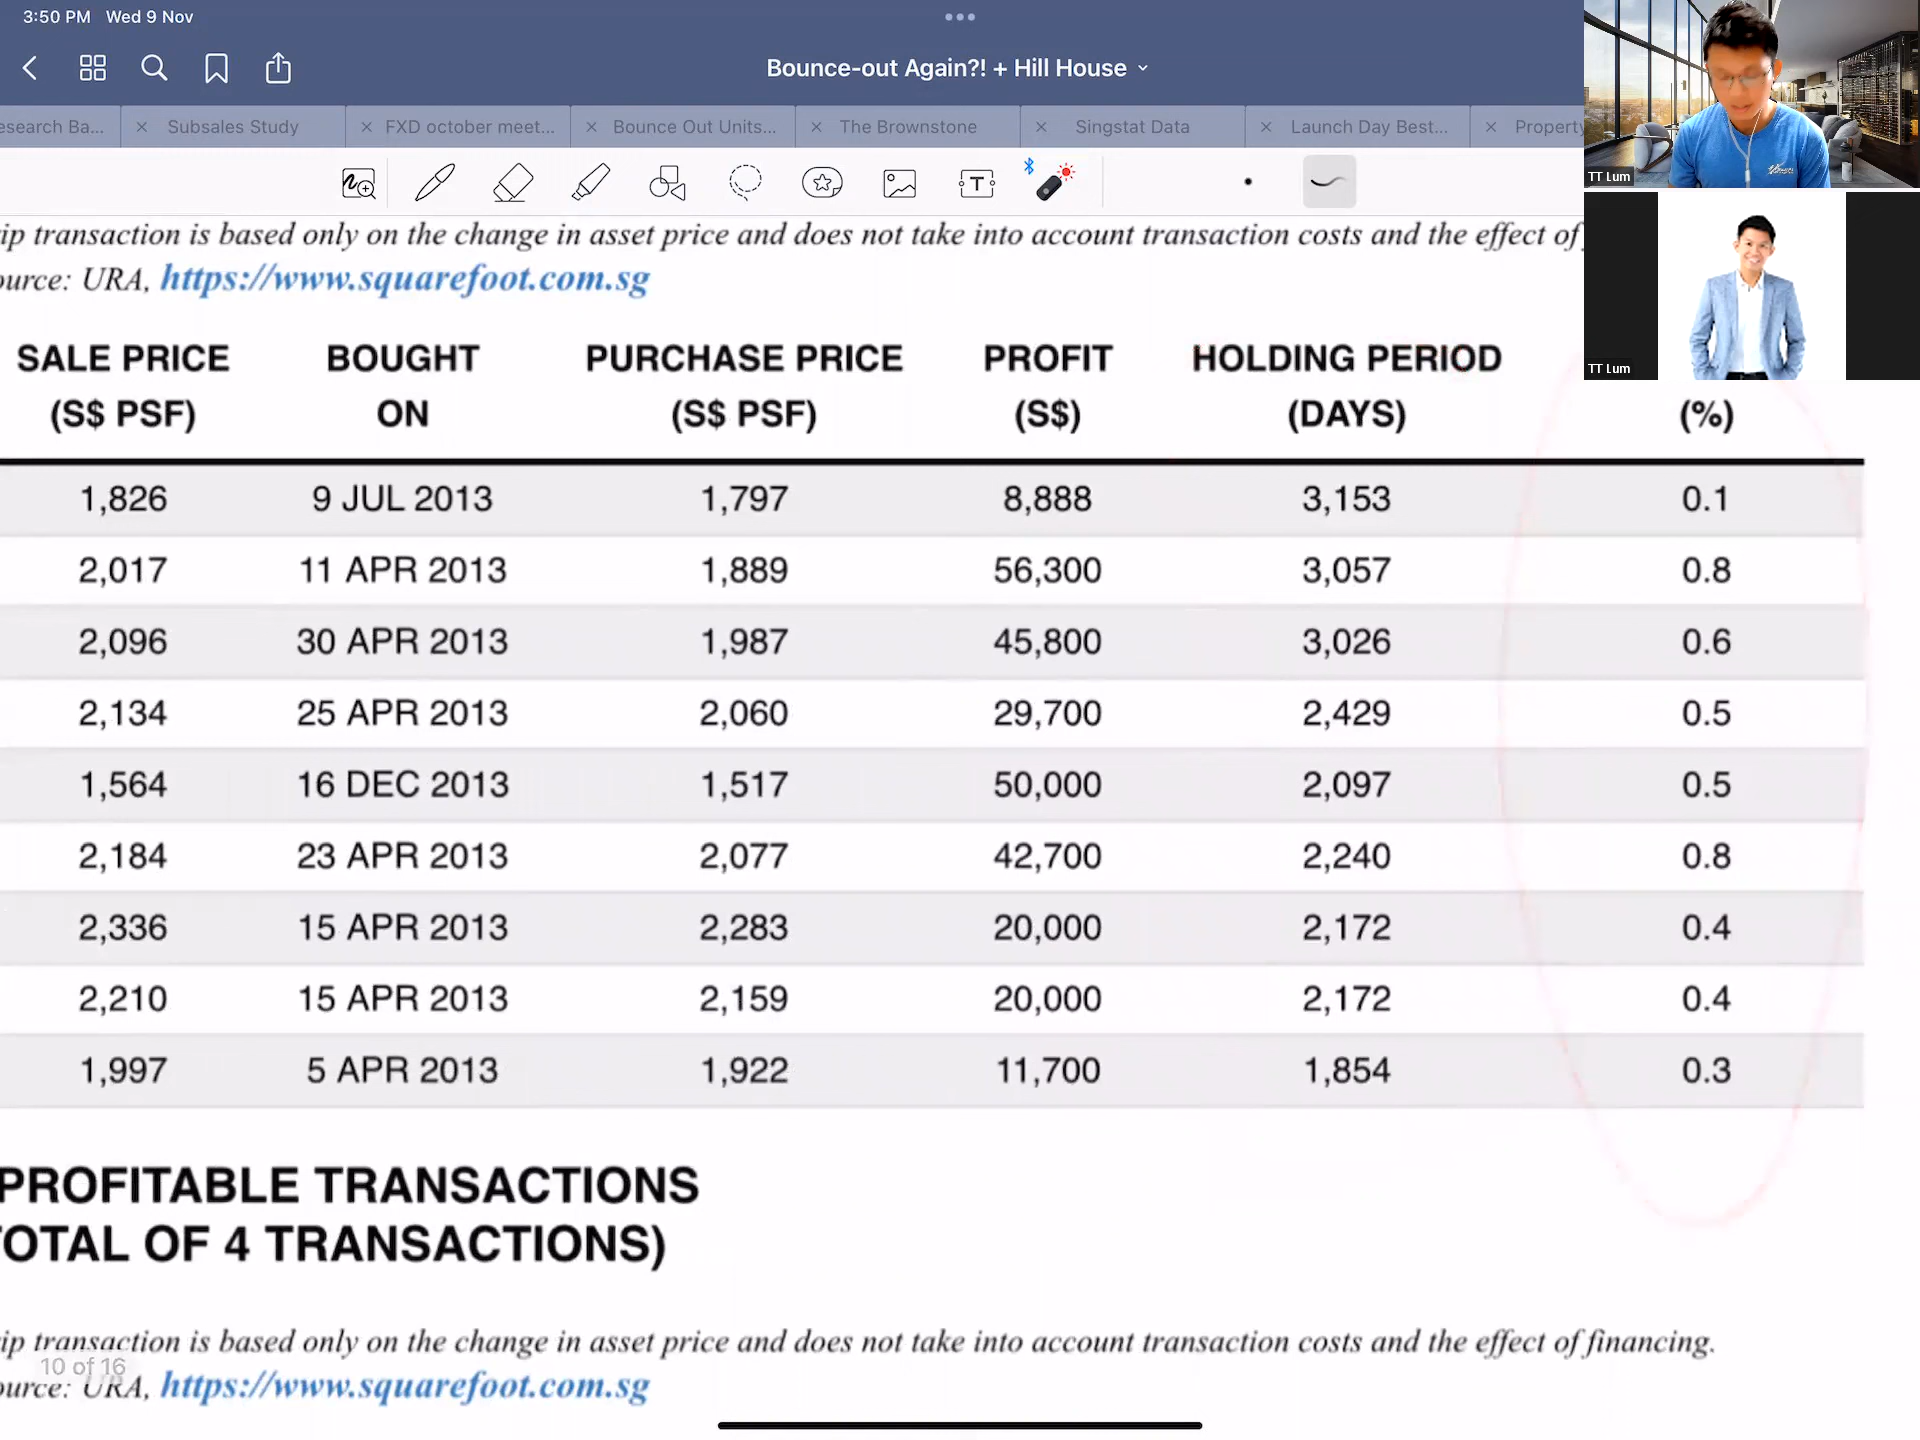 3:50 PM Wed 9 Nov
Bounce-out Again?! + Hill House
esearch Ba...
Subsales Study
FXD october meet...
Bounce Out Units...
The Brownstone
Singstat Data
Launch Day Best...
Property
TT Lum
TT Lum
ip transaction is based only on the change in asset price and does not take into account transaction costs and the effect of
ource: URA, https://www.squarefoot.com.sg
SALE PRICE BOUGHT PURCHASE PRICE PROFIT HOLDING PERIOD
(S$ PSF) ON (S$ PSF) (S$) (DAYS) (%)
1,826 9 JUL 2013 1,797 8,888 3,153 0.1
2,017 11 APR 2013 1,889 56,300 3,057 0.8
2,096 30 APR 2013 1,987 45,800 3,026 0.6
2,134 25 APR 2013 2,060 29,700 2,429 0.5
1,564 16 DEC 2013 1,517 50,000 2,097 0.5
2,184 23 APR 2013 2,077 42,700 2,240 0.8
2,336 15 APR 2013 2,283 20,000 2,172 0.4
2,210 15 APR 2013 2,159 20,000 2,172 0.4
1,997 5 APR 2013 1,922 11,700 1,854 0.3
PROFITABLE TRANSACTIONS
OTAL OF 4 TRANSACTIONS)
ip transaction is based only on the change in asset price and does not take into account transaction costs and the effect of financing.
10 of 16
ource: URA, https://www.squarefoot.com.sg